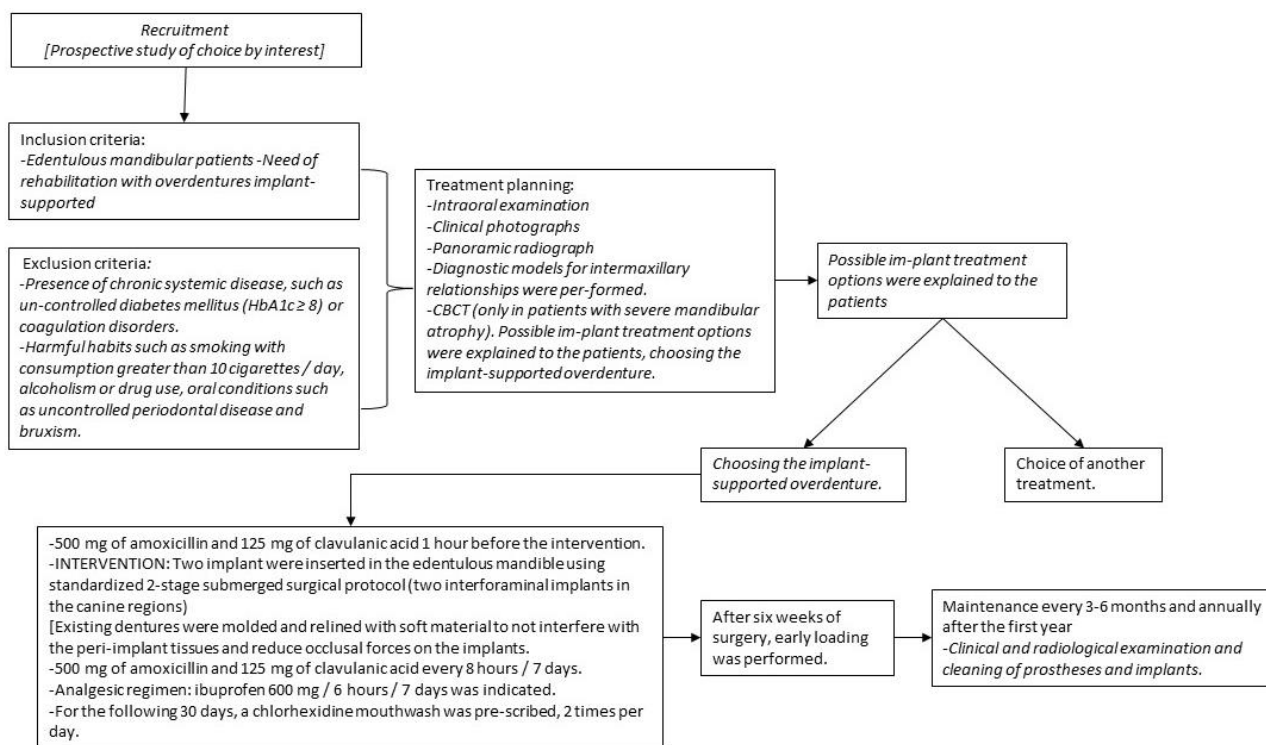 Recruitment
[Prospective study of choice by interest]
Inclusion criteria:
-Edentulous mandibular patients -Need of
rehabilitation with overdentures implant-
supported
Exclusion criteria:
-Presence of chronic systemic disease, such as
un-controlled diabetes mellitus (HbA1c ≥ 8) or
coagulation disorders.
-Harmful habits such as smoking with
consumption greater than 10 cigarettes / day,
alcoholism or drug use, oral conditions such
as uncontrolled periodontal disease and
bruxism.
Treatment planning:
-Intraoral examination
-Clinical photographs
-Panoramic radiograph
-Diagnostic models for intermaxillary
relationships were per-formed.
-CBCT (only in patients with severe mandibular
atrophy). Possible im-plant treatment options
were explained to the patients, choosing the
implant-supported overdenture.
Possible im-plant treatment
options were explained to the
patients
Choosing the implant-
supported overdenture.
Choice of another
treatment.
-500 mg of amoxicillin and 125 mg of clavulanic acid 1 hour before the intervention.
-INTERVENTION: Two implant were inserted in the edentulous mandible using
standardized 2-stage submerged surgical protocol (two interforaminal implants in
the canine regions)
[Existing dentures were molded and relined with soft material to not interfere with
the peri-implant tissues and reduce occlusal forces on the implants.
-500 mg of amoxicillin and 125 mg of clavulanic acid every 8 hours / 7 days.
-Analgesic regimen: ibuprofen 600 mg / 6 hours / 7 days was indicated.
-For the following 30 days, a chlorhexidine mouthwash was pre-scribed, 2 times per
day.
After six weeks of
surgery, early loading
was performed.
Maintenance every 3-6 months and annually
after the first year
-Clinical and radiological examination and
cleaning of prostheses and implants.